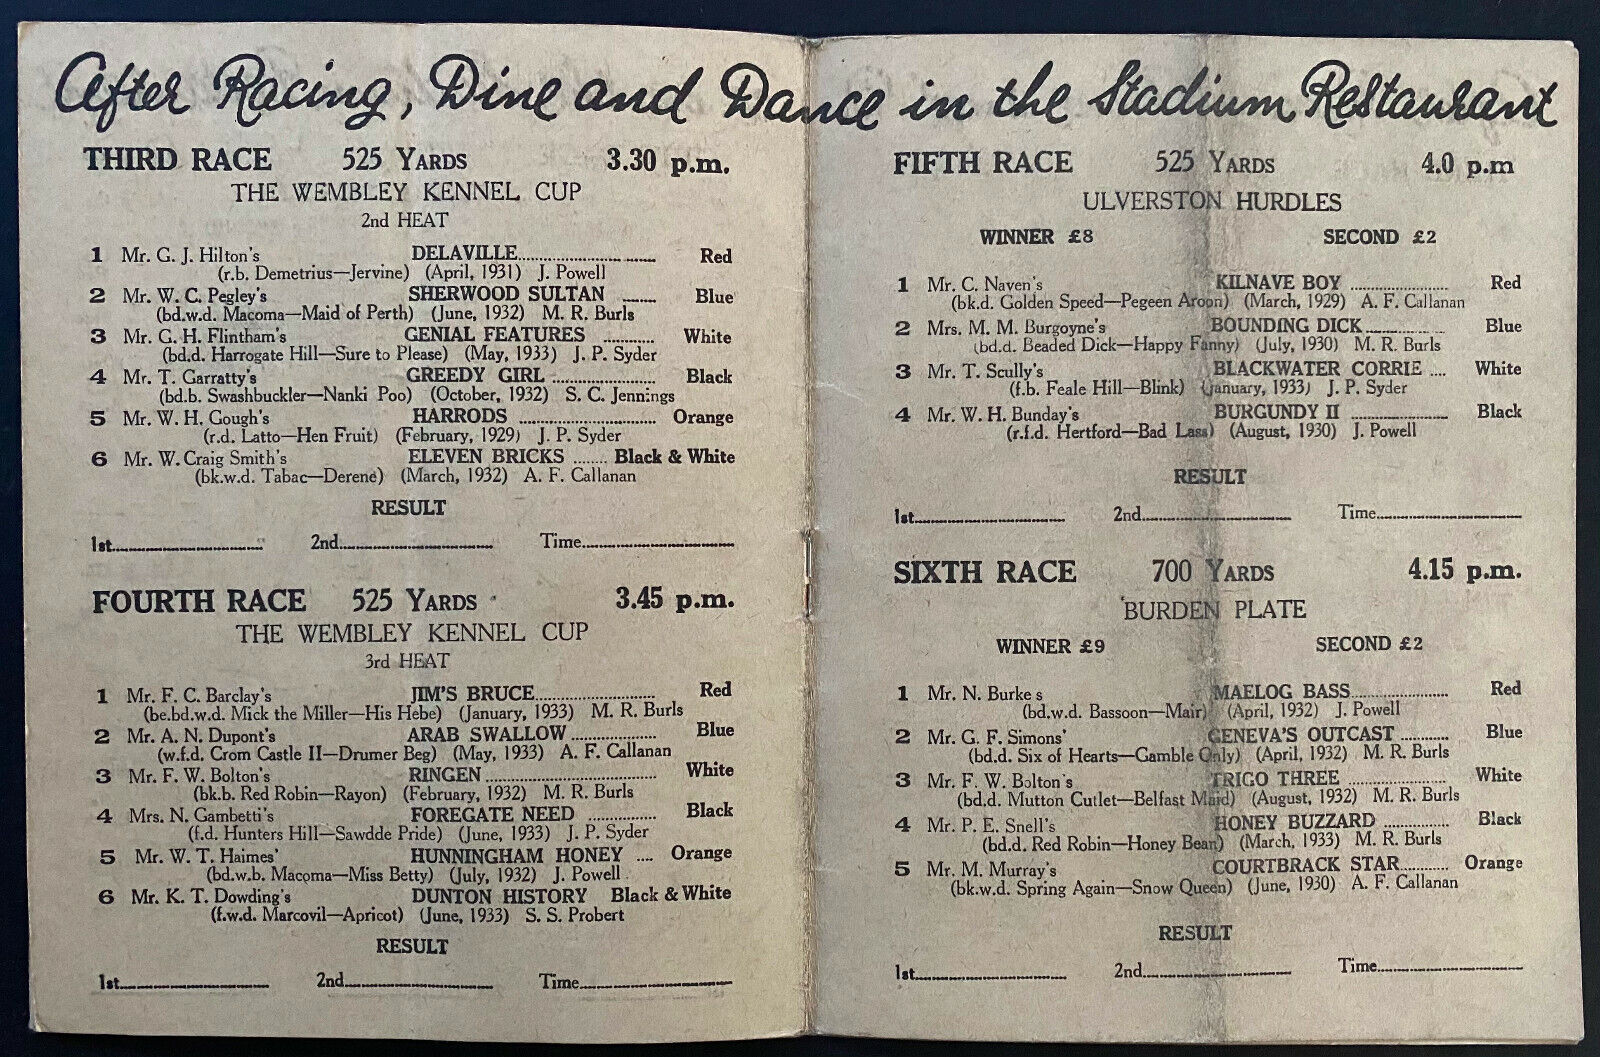 After Racing, Dine and Dance in the Stadium Restaurant
THIRD RACE 525 YARDS 3.30 p.m.
THE WEMBLEY KENNEL CUP
2nd HEAT
1 Mr. G. J. Hilton's DELAVILLE Red
(r.b. Demetrius—Jervine) (April, 1931) J. Powell
2 Mr. W. C. Pegley's SHERWOOD SULTAN Blue
(bd.w.d. Macoma—Maid of Perth) (June, 1932) M. R. Burls
3 Mr. G. H. Flintham's GENIAL FEATURES White
(bd.d. Harrogate Hill—Sure to Please) (May, 1933) J. P. Syder
4 Mr. T. Garratty's GREEDY GIRL Black
(bd.b. Swashbuckler—Nanki Poo) (October, 1932) S. C. Jennings
5 Mr. W. H. Gough's HARRODS Orange
(r.d. Latto—Hen Fruit) (February, 1929) J. P. Syder
6 Mr. W. Craig Smith's ELEVEN BRICKS Black & White
(bk.w.d. Tabac—Derene) (March, 1932) A. F. Callanan
RESULT
1st 2nd Time
FOURTH RACE 525 YARDS 3.45 p.m.
THE WEMBLEY KENNEL CUP
3rd HEAT
1 Mr. F. C. Barclay's JIM'S BRUCE Red
(be.bd.w.d. Mick the Miller—His Hebe) (January, 1933) M. R. Burls
2 Mr. A. N. Dupont's ARAB SWALLOW Blue
(w.f.d. Crom Castle II—Drumer Beg) (May, 1933) A. F. Callanan
3 Mr. F. W. Bolton's RINGEN White
(bk.b. Red Robin—Rayon) (February, 1932) M. R. Burls
4 Mrs. N. Gambetti's FOREGATE NEED Black
(f.d. Hunters Hill—Sawdde Pride) (June, 1933) J. P. Syder
5 Mr. W. T. Haimes' HUNNINGHAM HONEY Orange
(bd.w.b. Macoma—Miss Betty) (July, 1932) J. Powell
6 Mr. K. T. Dowding's DUNTON HISTORY Black & White
(f.w.d. Marcovil—Apricot) (June, 1933) S. S. Probert
RESULT
1st 2nd Time
FIFTH RACE 525 YARDS 4.0 p.m
ULVERSTON HURDLES
WINNER £8 SECOND £2
1 Mr. C. Naven's KILNAVE BOY Red
(bk.d. Golden Speed—Pegeen Aroon) (March, 1929) A. F. Callanan
2 Mrs. M. M. Burgoyne's BOUNDING DICK Blue
(bd.d. Beaded Dick—Happy Fanny) (July, 1930) M. R. Burls
3 Mr. T. Scully's BLACKWATER CORRIE White
(f.b. Feale Hill—Blink) (January, 1933) J. P. Syder
4 Mr. W. H. Bunday's BURGUNDY II Black
(r.f.d. Hertford—Bad Lass) (August, 1930) J. Powell
RESULT
1st 2nd Time
SIXTH RACE 700 YARDS 4.15 p.m.
BURDEN PLATE
WINNER £9 SECOND £2
1 Mr. N. Burke s MAELOG BASS Red
(bd.w.d. Bassoon—Mair) (April, 1932) J. Powell
2 Mr. G. F. Simons' GENEVA'S OUTCAST Blue
(bd.d. Six of Hearts—Gamble Only) (April, 1932) M. R. Burls
3 Mr. F. W. Bolton's TRIGO THREE White
(bd.d. Mutton Cutlet—Belfast Maid) (August, 1932) M. R. Burls
4 Mr. P. E. Snell's HONEY BUZZARD Black
(bd.d. Red Robin—Honey Bean) (March, 1933) M. R. Burls
5 Mr. M. Murray's COURTBRACK STAR Orange
(bk.w.d. Spring Again—Snow Queen) (June, 1930) A. F. Callanan
RESULT
1st 2nd Time